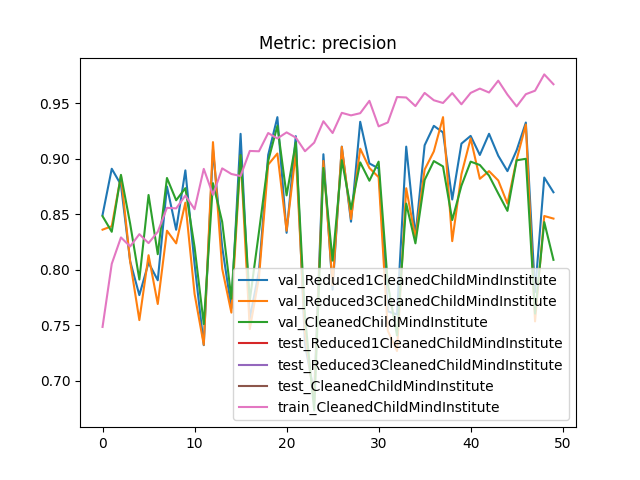 Metric: precision
0.95
0.90
0.85
0.80
0.75
0.70
val_Reduced1CleanedChildMindInstitute
val_Reduced3CleanedChildMindInstitute
val_CleanedChildMindInstitute
test_Reduced1CleanedChildMindInstitute
test_Reduced3CleanedChildMindInstitute
test_CleanedChildMindInstitute
train_CleanedChildMindInstitute
0 10 20 30 40 50